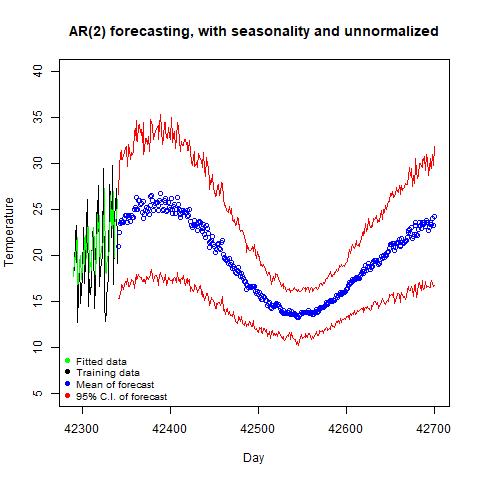 AR(2) forecasting, with seasonality and unnormalized
40
35
30
25
20
15
10
5
Temperature
Fitted data
Training data
Mean of forecast
95% C.I. of forecast
42300 42400 42500 42600 42700
Day